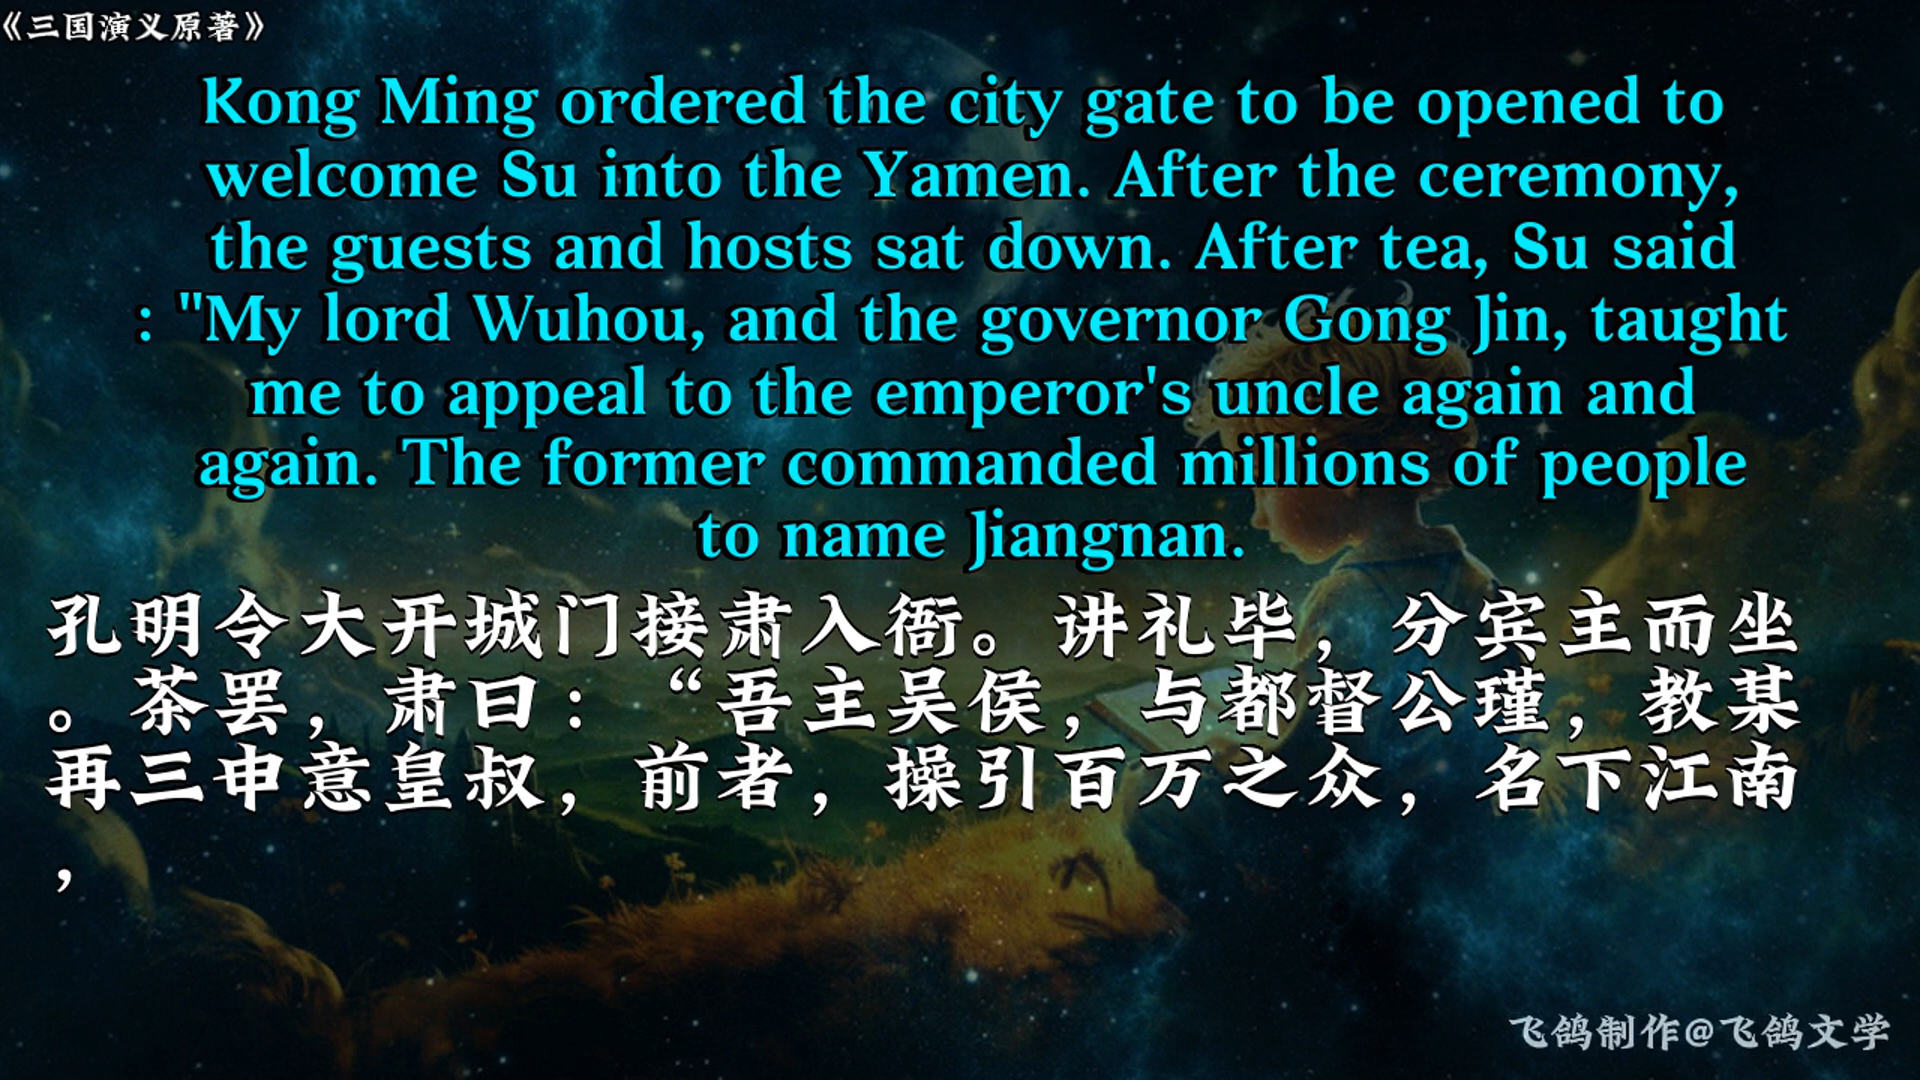 《三国演义原著》
Kong Ming ordered the city gate to be opened to
welcome Su into the Yamen. After the ceremony,
the guests and hosts sat down. After tea, Su said
: "My lord Wuhou, and the governor Gong Jin, taught
me to appeal to the emperor's uncle again and
again. The former commanded millions of people
to name Jiangnan.
孔明令大开城门接肃入衙。讲礼毕，分宾主而坐
。茶罢，肃曰：“吾主吴侯，与都督公瑾，教某
再三申意皇叔，前者，操引百万之众，名下江南
，
飞鸽制作@飞鸽文学